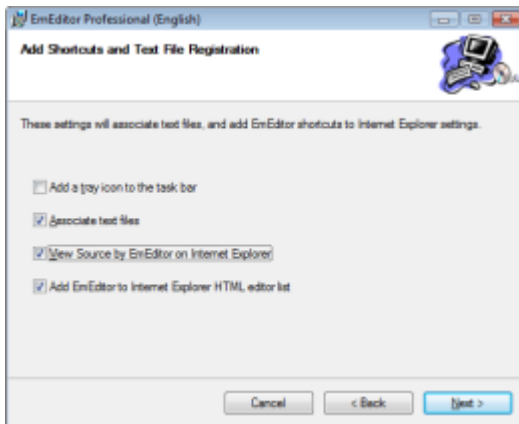 EmEditor Professional (English)
Add Shortcuts and Text File Registration
These settings will associate text files, and add EmEditor shortcuts to Internet Explorer settings.
Add a tray icon to the task bar
Associate text files
View Source by EmEditor on Internet Explorer
Add EmEditor to Internet Explorer HTML editor list
Cancel
< Back
Next >